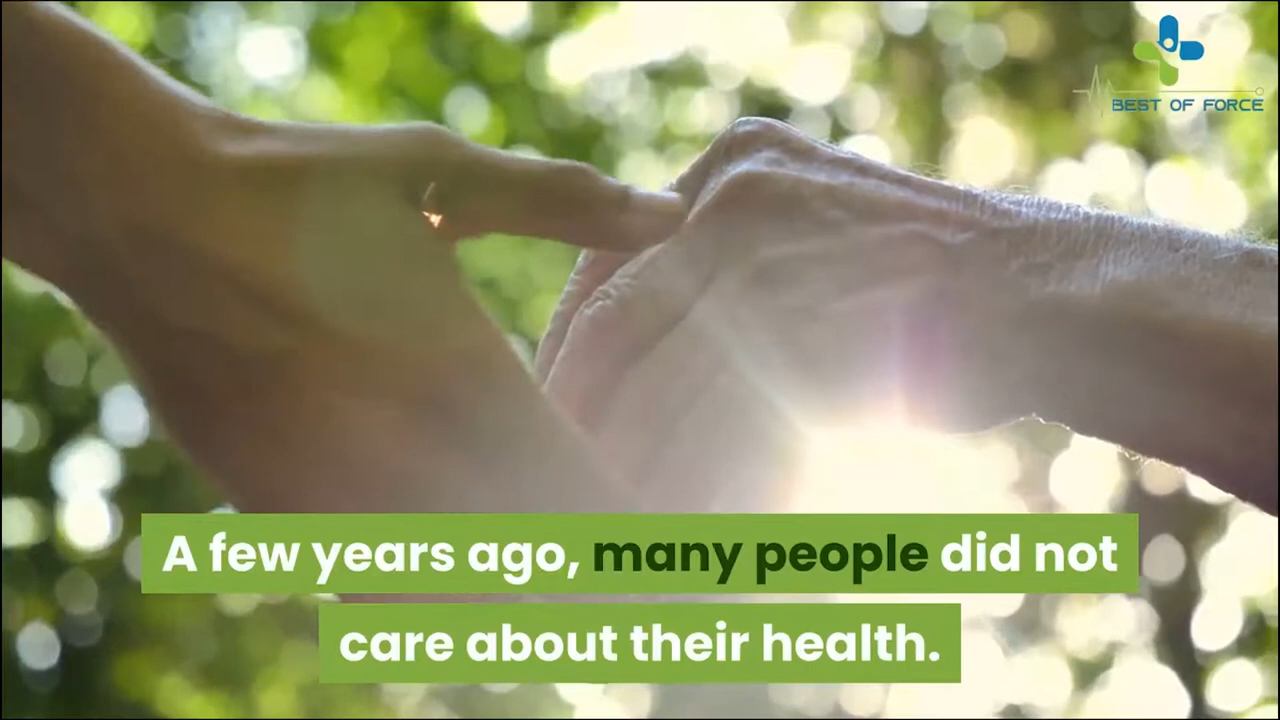 BEST OF FORCE
A few years ago, many people did not
care about their health.